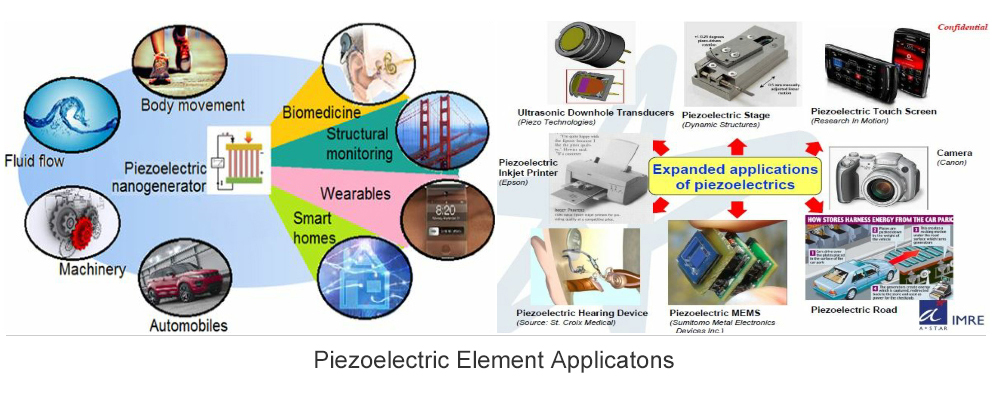 Body movement
Fluid flow
Machinery
Automobiles
Piezoelectric
nanogenerator
Biomedicine
Structural
monitoring
Wearables
8:20
Smart
homes
Confidential
Ultrasonic Downhole Transducers
(Piezo Technologies)
Piezoelectric Stage
(Dynamic Structures)
Piezoelectric Touch Screen
(Research In Motion)
Piezoelectric
Inkjet Printer
(Epson)
Expanded applications
of piezoelectrics
Camera
(Canon)
Piezoelectric Hearing Device
(Source: St. Croix Medical)
Piezoelectric MEMS
(Sumitomo Metal Electronics
Devices Inc.)
HOW STORES HARNESS ENERGY FROM THE CAR PARK
Piezoelectric Road
A*STAR
IMRE
Piezoelectric Element Applicatons